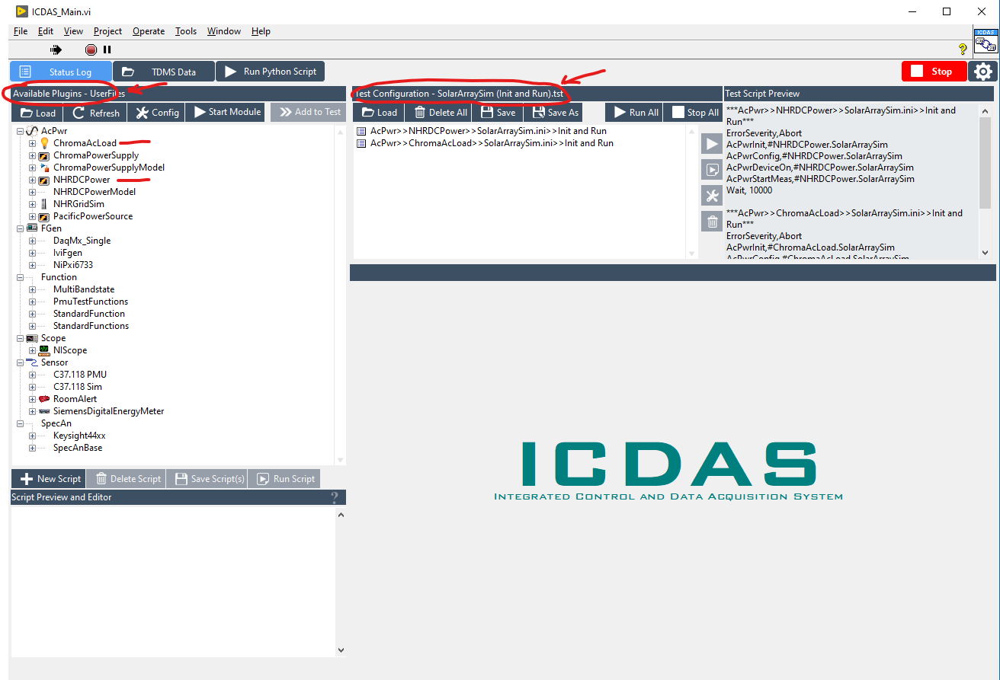 ICDAS_Main.vi
File Edit View Project Operate Tools Window Help
ICDAS
Status Log TDMS Data Run Python Script Stop
Available Plugins - UserFiles
Load Refresh Config Start Module Add to Test
AcPwr
ChromaAcLoad
ChromaPowerSupply
ChromaPowerSupplyModel
NHRDCPower
NHRDCPowerModel
NHRGridSim
PacificPowerSource
FGen
DaqMx_Single
IviFgen
NiPxi6733
Function
MultiBandstate
PmuTestFunctions
StandardFunction
StandardFunctions
Scope
NIScope
Sensor
C37.118 PMU
C37.118 Sim
RoomAlert
SiemensDigitalEnergyMeter
SpecAn
Keysight44xx
SpecAnBase
New Script Delete Script Save Script(s) Run Script
Script Preview and Editor ?
Test Configuration - SolarArraySim (Init and Run).tst
Load Delete All Save Save As Run All Stop All
AcPwr>>NHRDCPower>>SolarArraySim.ini>>Init and Run
AcPwr>>ChromaAcLoad>>SolarArraySim.ini>>Init and Run
Test Script Preview
***AcPwr>>NHRDCPower>>SolarArraySim.ini>>Init and
Run***
ErrorSeverity,Abort
AcPwrInit,#NHRDCPower.SolarArraySim
AcPwrConfig,#NHRDCPower.SolarArraySim
AcPwrDeviceOn,#NHRDCPower.SolarArraySim
AcPwrStartMeas,#NHRDCPower.SolarArraySim
Wait, 10000
***AcPwr>>ChromaAcLoad>>SolarArraySim.ini>>Init and
Run***
ErrorSeverity,Abort
AcPwrInit,#ChromaAcLoad.SolarArraySim
AcPwrConfig,#ChromaAcLoad.SolarArraySim
ICDAS
Integrated Control and Data Acquisition System